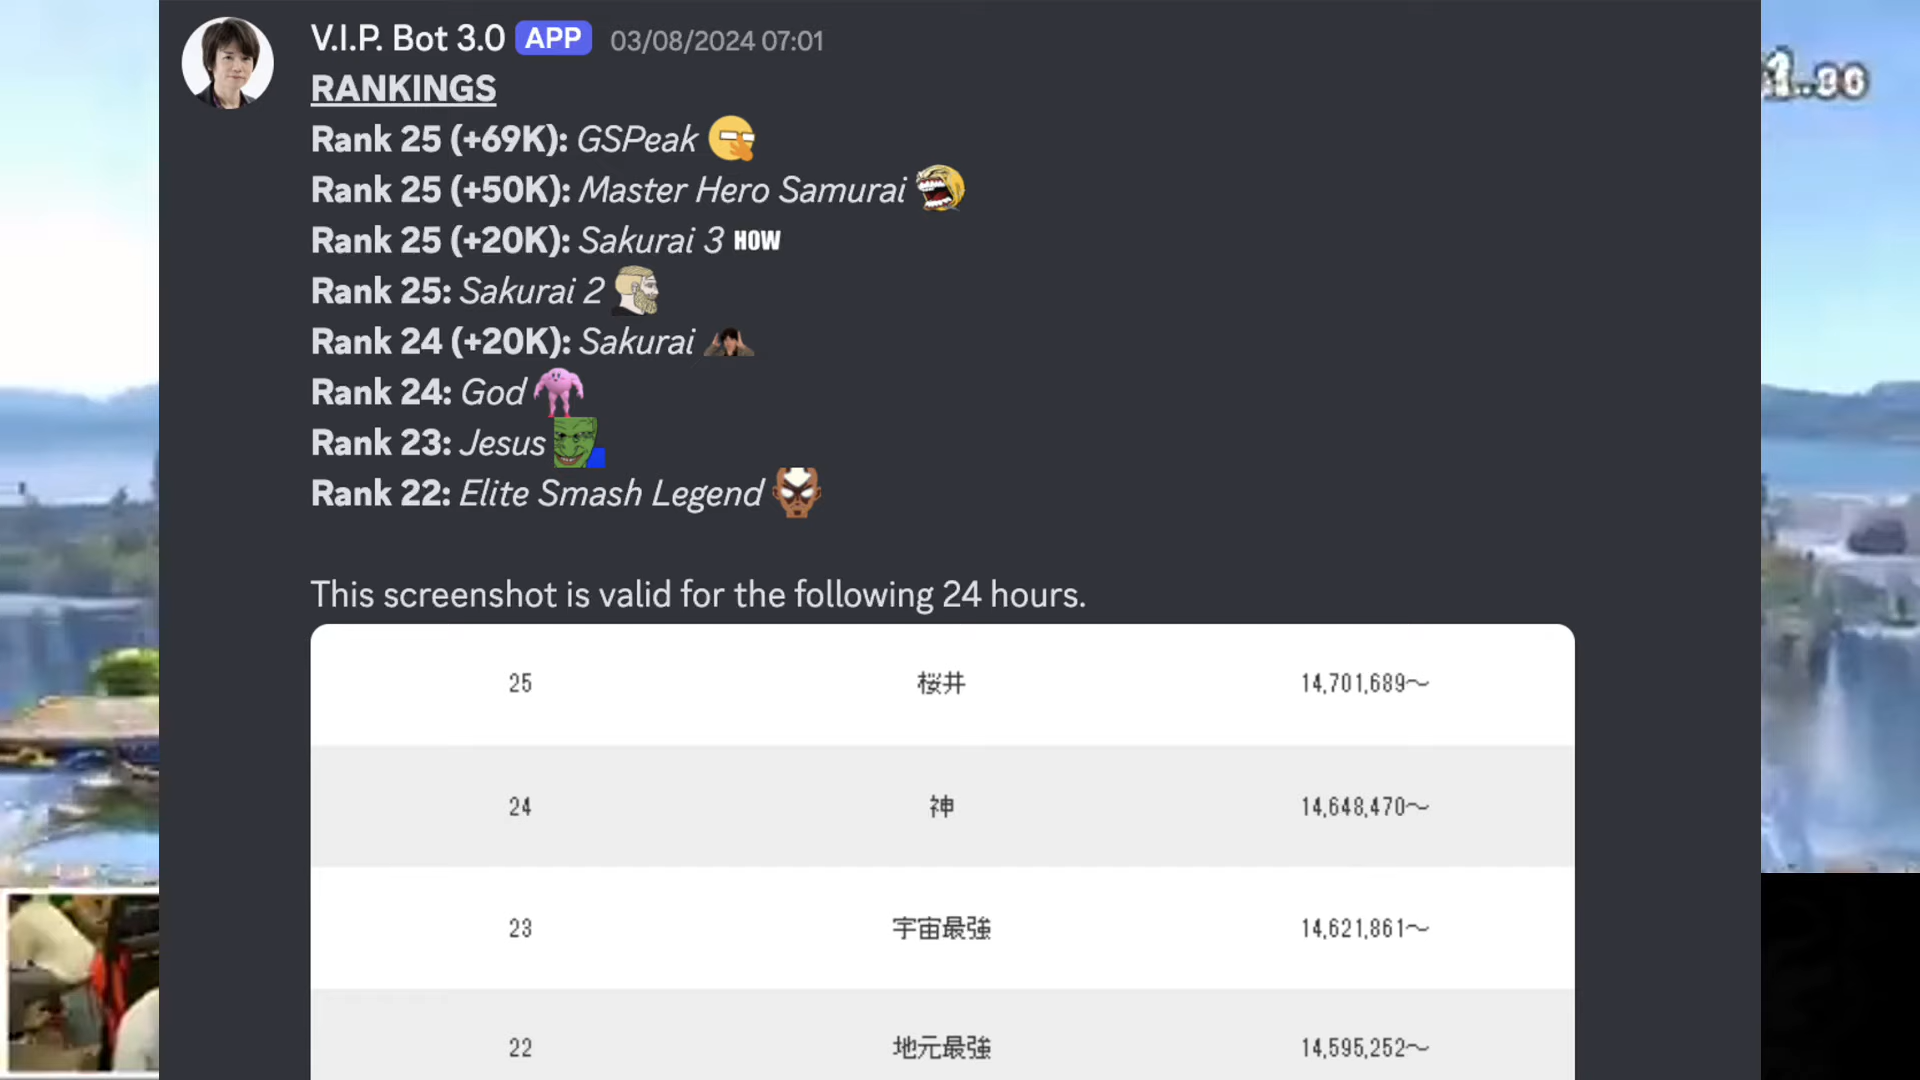 V.I.P. Bot 3.0 APP 03/08/2024 07:01
RANKINGS
Rank 25 (+69K): GSPeak
Rank 25 (+50K): Master Hero Samurai
Rank 25 (+20K): Sakurai 3 HOW
Rank 25: Sakurai 2
Rank 24 (+20K): Sakurai
Rank 24: God
Rank 23: Jesus
Rank 22: Elite Smash Legend
This screenshot is valid for the following 24 hours.
25 桜井 14,701,689～
24 神 14,648,470～
23 宇宙最強 14,621,861～
22 地元最強 14,595,252～